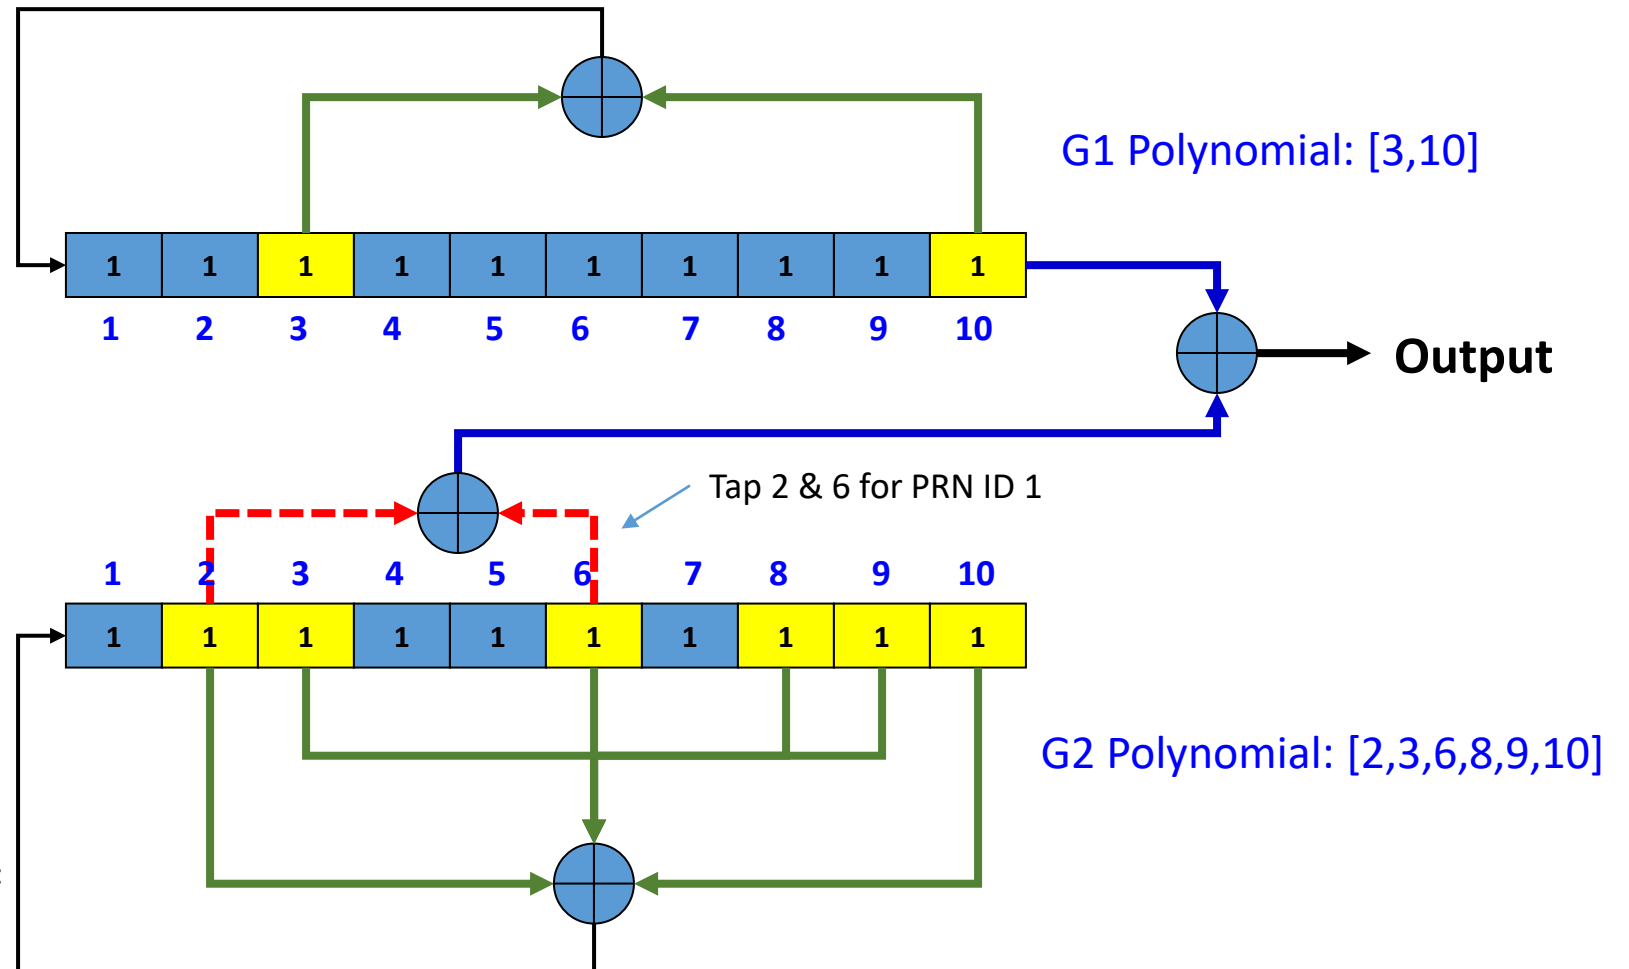 G1 Polynomial: [3,10]
1 1 1 1 1 1 1 1 1 1
1 2 3 4 5 6 7 8 9 10
Output
Tap 2 & 6 for PRN ID 1
1 2 3 4 5 6 7 8 9 10
1 1 1 1 1 1 1 1 1 1
G2 Polynomial: [2,3,6,8,9,10]
: